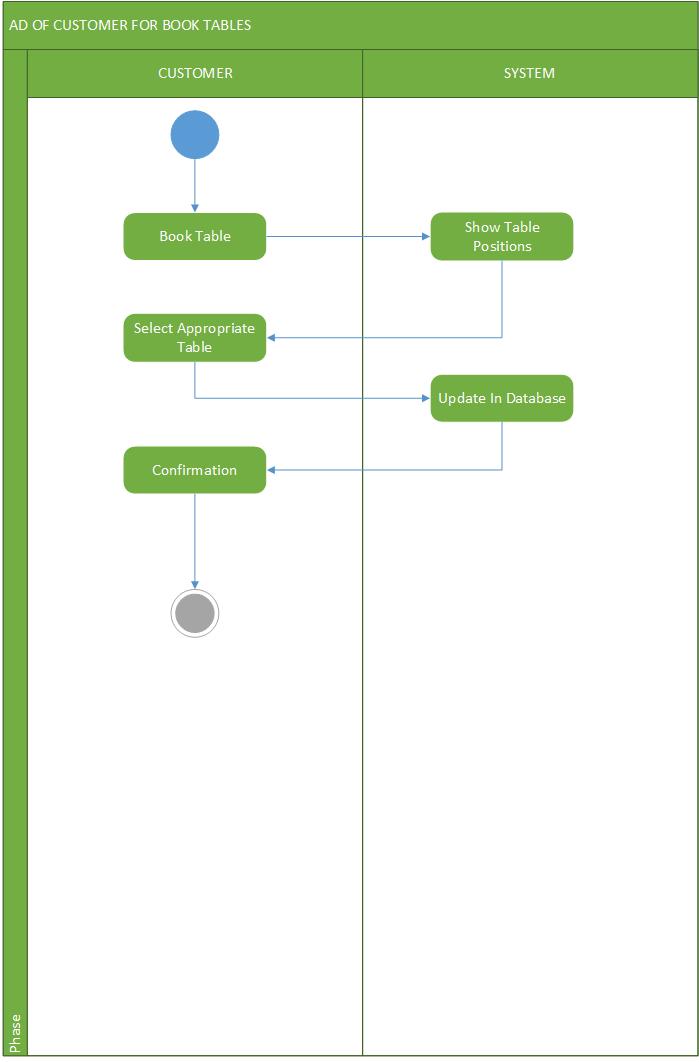 AD OF CUSTOMER FOR BOOK TABLES
CUSTOMER
SYSTEM
Book Table
Show Table
Positions
Select Appropriate
Table
Update In Database
Confirmation
Phase